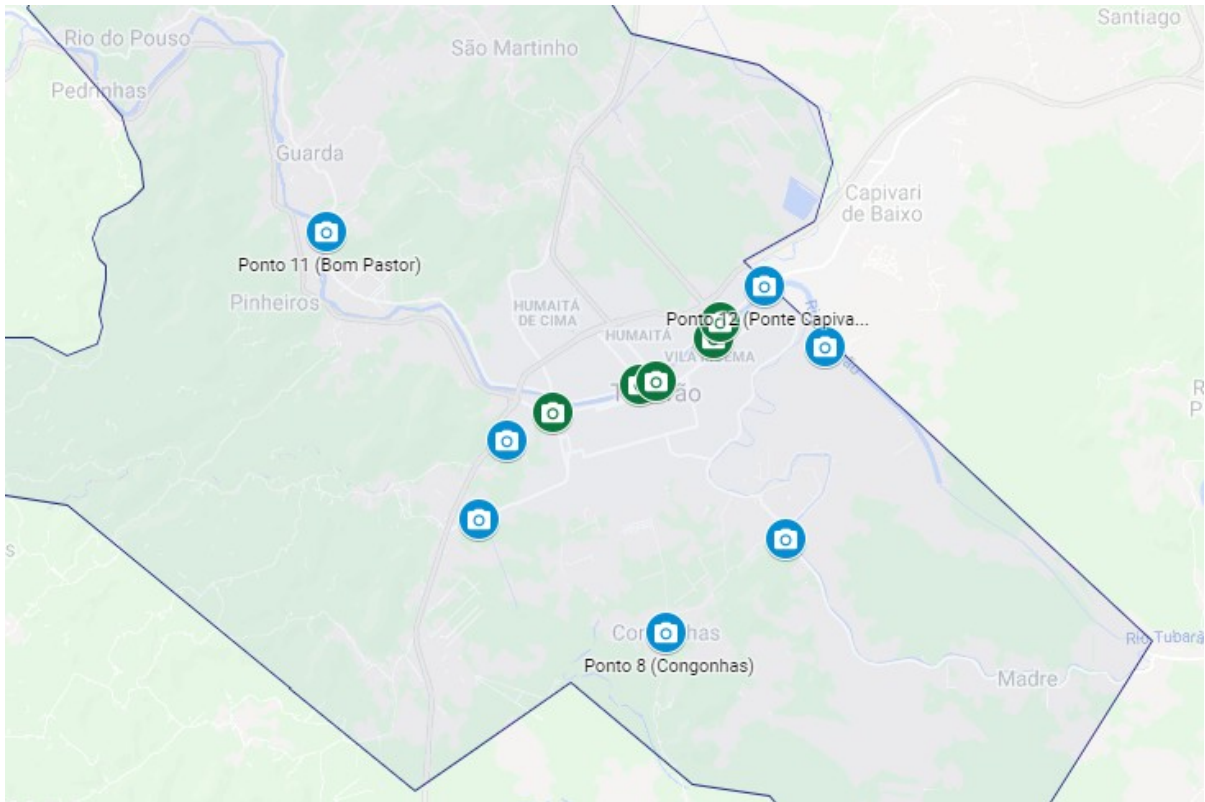 Santiago
Rio do Pouso
São Martinho
Pedrinhas
Guarda
Capivari
de Baixo
Ponto 11 (Bom Pastor)
Pinheiros
HUMAITÁ
DE CIMA
Ponto 12 (Ponte Capiva...
HUMAITÁ
Ponto 8 (Congonhas)
Rio Tubarã
Madre